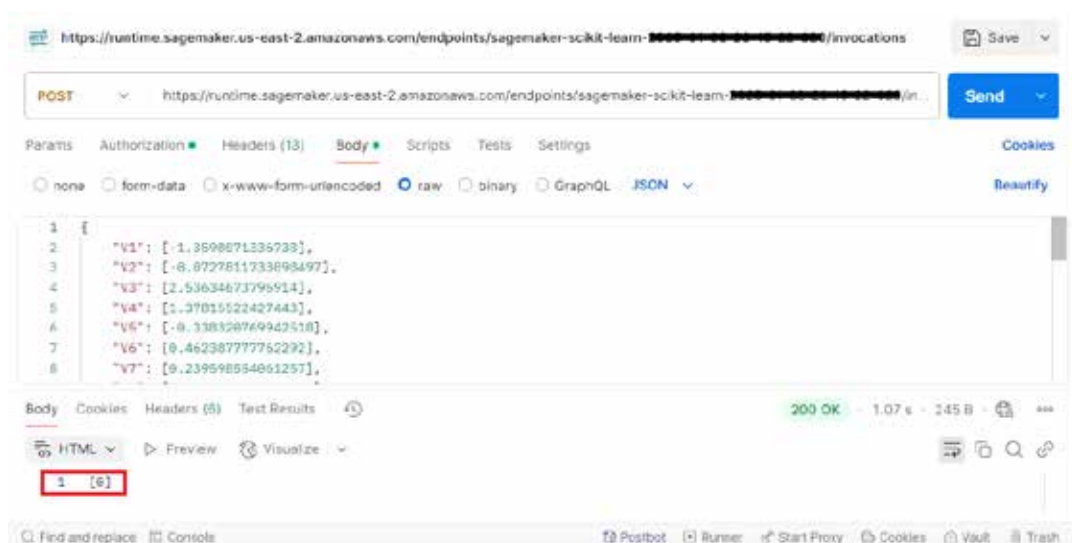 https://runtime.sagemaker.us-east-2.amazonaws.com/endpoints/sagemaker-scikit-learn- /invocations Save
POST https://runtime.sagemaker.us-east-2.amazonaws.com/endpoints/sagemaker-scikit-learn- /in... Send
Params Authorization Headers (13) Body Scripts Tests Settings Cookies
none form-data x-www-form-urlencoded raw binary GraphQL JSON Beautify
1 {
2 "V1": [-1.3598071336738],
3 "V2": [-0.0727811733098497],
4 "V3": [2.53634673796914],
5 "V4": [1.37815522427443],
6 "V5": [-0.338320769942518],
7 "V6": [0.462387777762292],
8 "V7": [0.239598554061257],
Body Cookies Headers (6) Test Results 200 OK 1.07 s 245 B
HTML Preview Visualize
1 [0]
Find and replace Console Postbot Runner Start Proxy Cookies Vault Trash